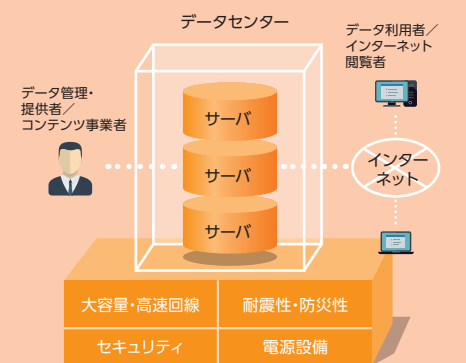 データセンター
データ利用者／
インターネット
閲覧者
データ管理・
提供者／
コンテンツ事業者
サーバ
サーバ
サーバ
インター
ネット
大容量・高速回線
耐震性・防災性
セキュリティ
電源設備